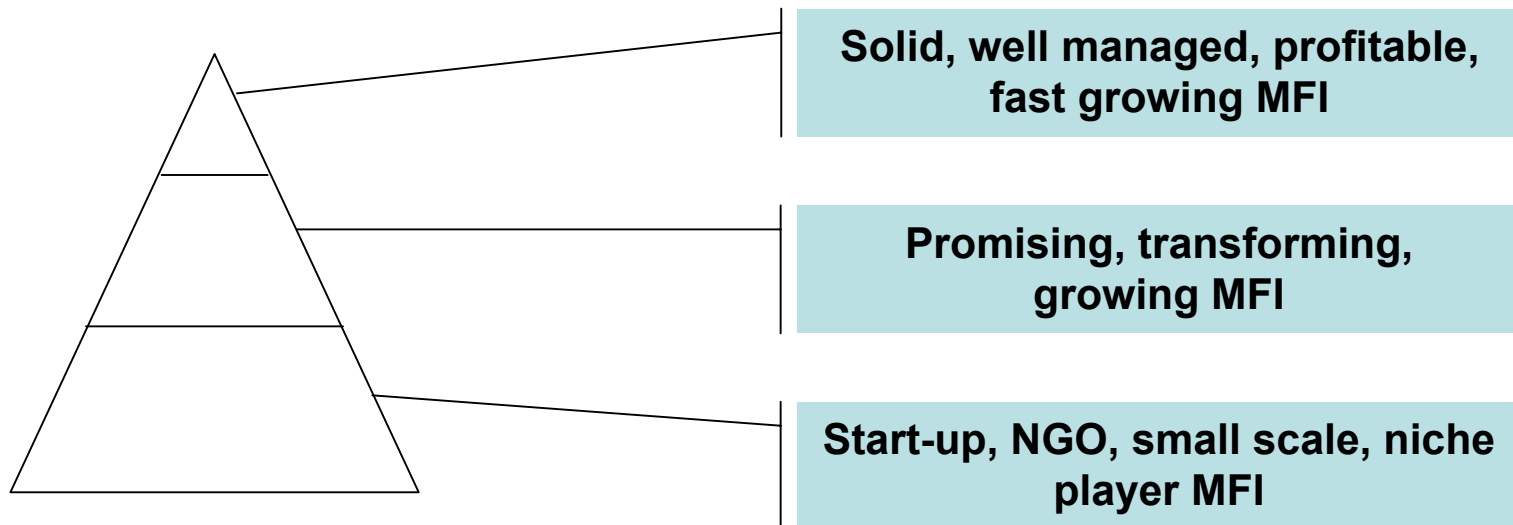 Solid, well managed, profitable,
fast growing MFI
Promising, transforming,
growing MFI
Start-up, NGO, small scale, niche
player MFI